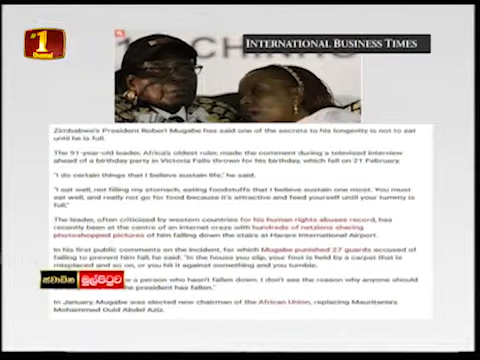 #1
Channel
INTERNATIONAL BUSINESS TIMES
Zimbabwe's President Robert Mugabe has said one of the secrets to his longevity is not to eat
until he is full.
The 91-year-old leader, Africa's oldest ruler, made the comment during a televised interview
ahead of a birthday party in Victoria Falls thrown for his birthday, which fell on 21 February.
"I do certain things that I believe sustain life," he said.
"I eat well, not filling my stomach, eating foodstuffs that I believe sustain one most. You must
eat well, and really not go for food because it's attractive and feed yourself until your tummy is
full."
The leader, often criticised by western countries for his human rights abuses record, has
recently been at the centre of an internet craze with hundreds of netizens sharing
photoshopped pictures of him falling down the stairs at Harare International Airport.
In his first public comments on the incident, for which Mugabe punished 27 guards accused of
failing to prevent him fall, he said: "In the house you slip, your foot is held by a carpet that is
misplaced and so on, or you hit it against something and you tumble.
a person who hasn't fallen down. I don't see the reason why anyone should
the president has fallen."
ස්වාධීන මුල්පිටුව
In January, Mugabe was elected new chairman of the African Union, replacing Mauritania's
Mohammed Ould Abdel Aziz.